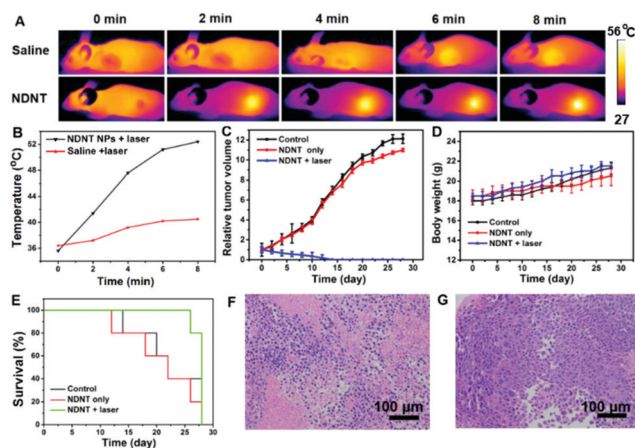 A
0 min 2 min 4 min 6 min 8 min
56 °C
Saline
NDNT
27
B
NDNT NPs + laser
Saline +laser
Temperature (°C)
52
48
44
40
36
0 2 4 6 8
Time (min)
C
Control
NDNT only
NDNT + laser
Relative tumor volume
12
10
8
6
4
2
0
0 5 10 15 20 25 30
Time (day)
D
Body weight (g)
24
22
20
18
16
14
12
Control
NDNT only
NDNT + laser
0 5 10 15 20 25 30
Time (day)
E
Survival (%)
100
80
60
40
20
0
Control
NDNT only
NDNT + laser
0 5 10 15 20 25 30
Time (day)
F
100 μm
G
100 μm